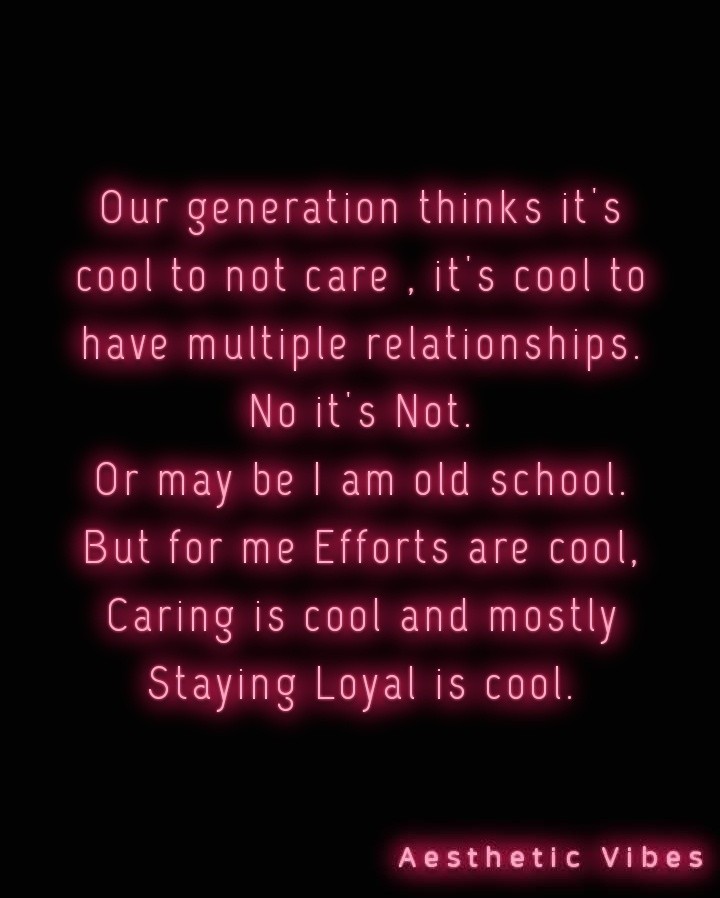 Our generation thinks it's
cool to not care , it's cool to
have multiple relationships.
No it's Not.
Or may be I am old school.
But for me Efforts are cool,
Caring is cool and mostly
Staying Loyal is cool.
Aesthetic Vibes